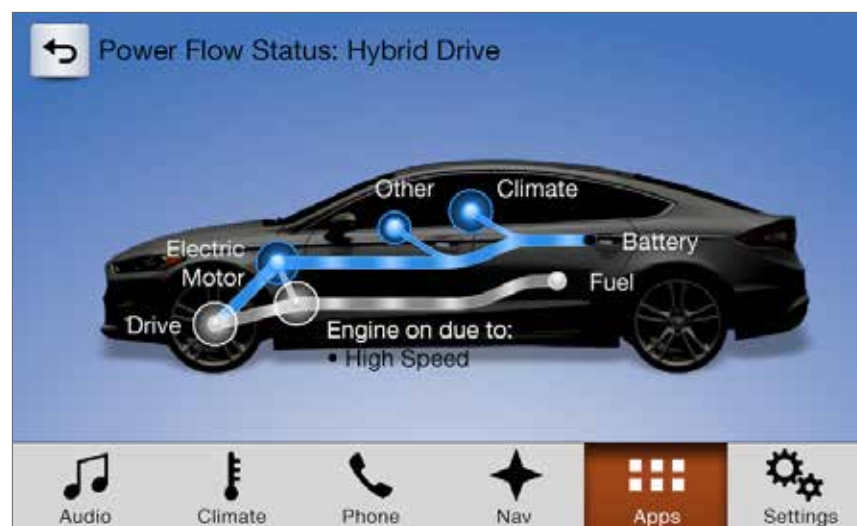 Power Flow Status: Hybrid Drive
Other
Climate
Electric
Motor
Battery
Fuel
Drive
Engine on due to:
• High Speed
Audio
Climate
Phone
Nav
Apps
Settings